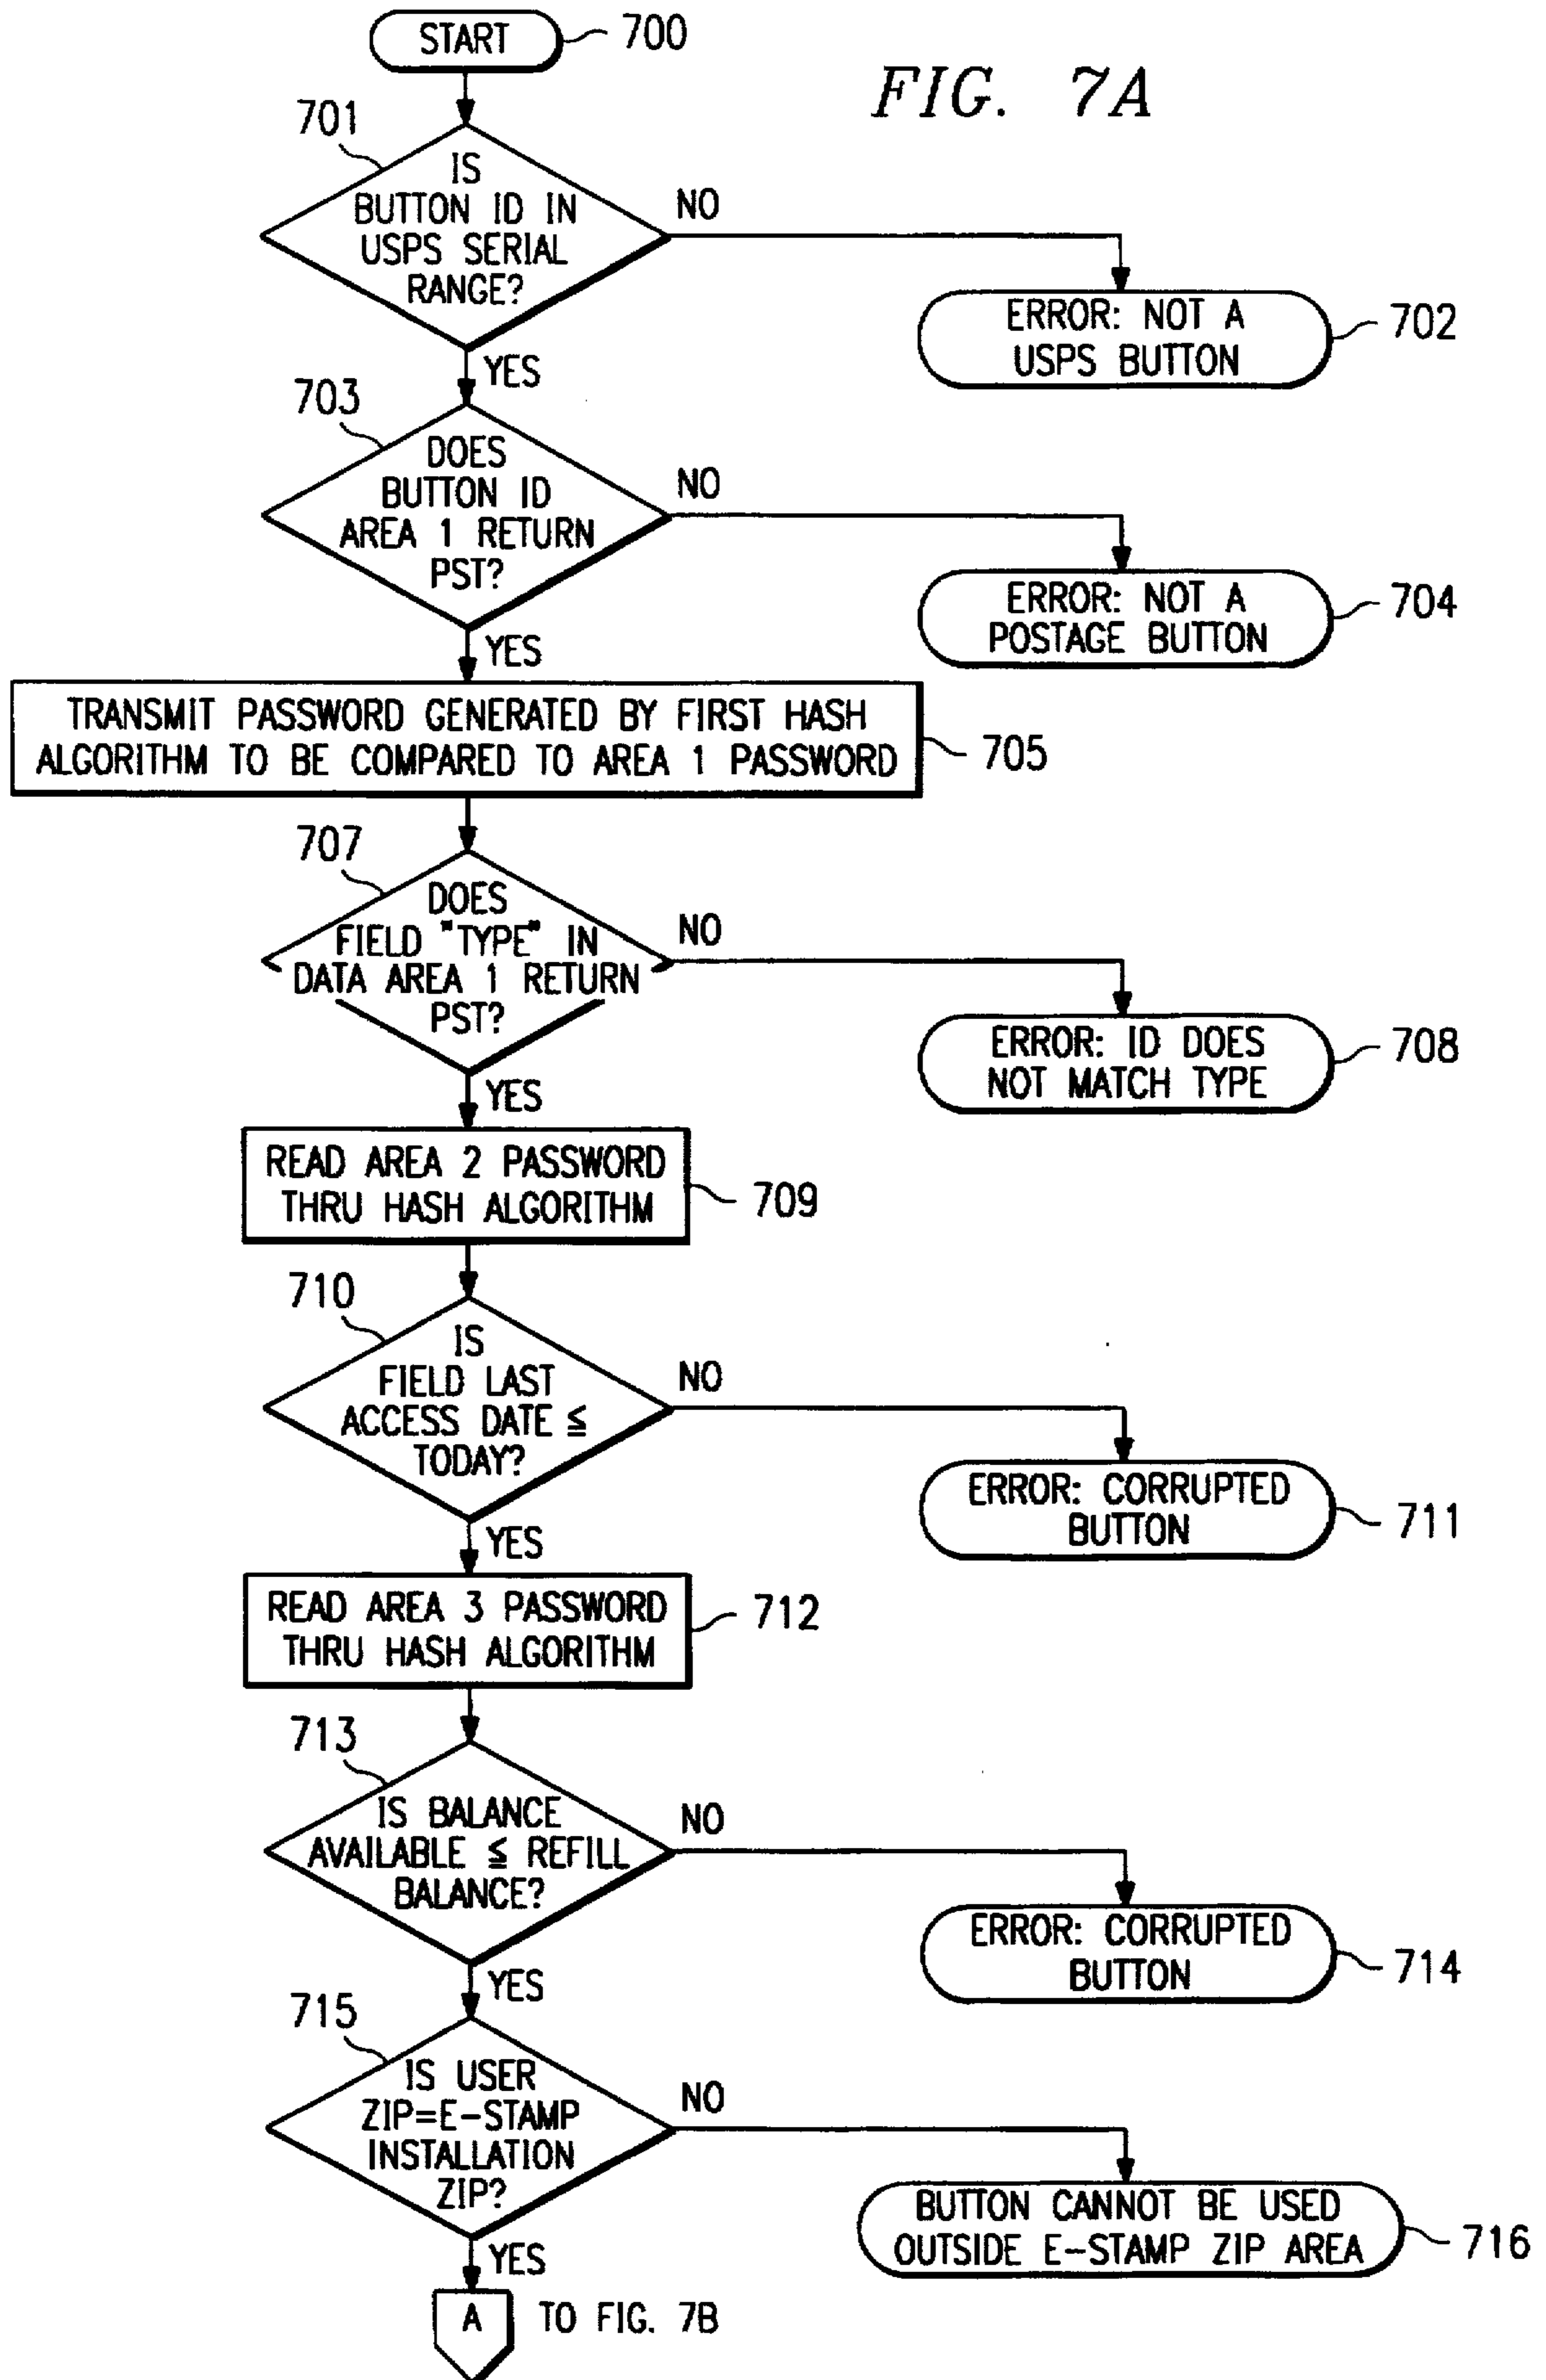 START
700
FIG. 7A
701
IS
BUTTON ID IN
USPS SERIAL
RANGE?
NO
ERROR: NOT A
USPS BUTTON
702
YES
703
DOES
BUTTON ID
AREA 1 RETURN
PST?
NO
ERROR: NOT A
POSTAGE BUTTON
704
YES
TRANSMIT PASSWORD GENERATED BY FIRST HASH
ALGORITHM TO BE COMPARED TO AREA 1 PASSWORD
705
707
DOES
FIELD "TYPE" IN
DATA AREA 1 RETURN
PST?
NO
ERROR: ID DOES
NOT MATCH TYPE
708
YES
READ AREA 2 PASSWORD
THRU HASH ALGORITHM
709
710
IS
FIELD LAST
ACCESS DATE ≦
TODAY?
NO
ERROR: CORRUPTED
BUTTON
711
YES
READ AREA 3 PASSWORD
THRU HASH ALGORITHM
712
713
IS BALANCE
AVAILABLE ≦ REFILL
BALANCE?
NO
ERROR: CORRUPTED
BUTTON
714
YES
715
IS USER
ZIP=E-STAMP
INSTALLATION
ZIP?
NO
BUTTON CANNOT BE USED
OUTSIDE E-STAMP ZIP AREA
716
YES
A
TO FIG. 7B